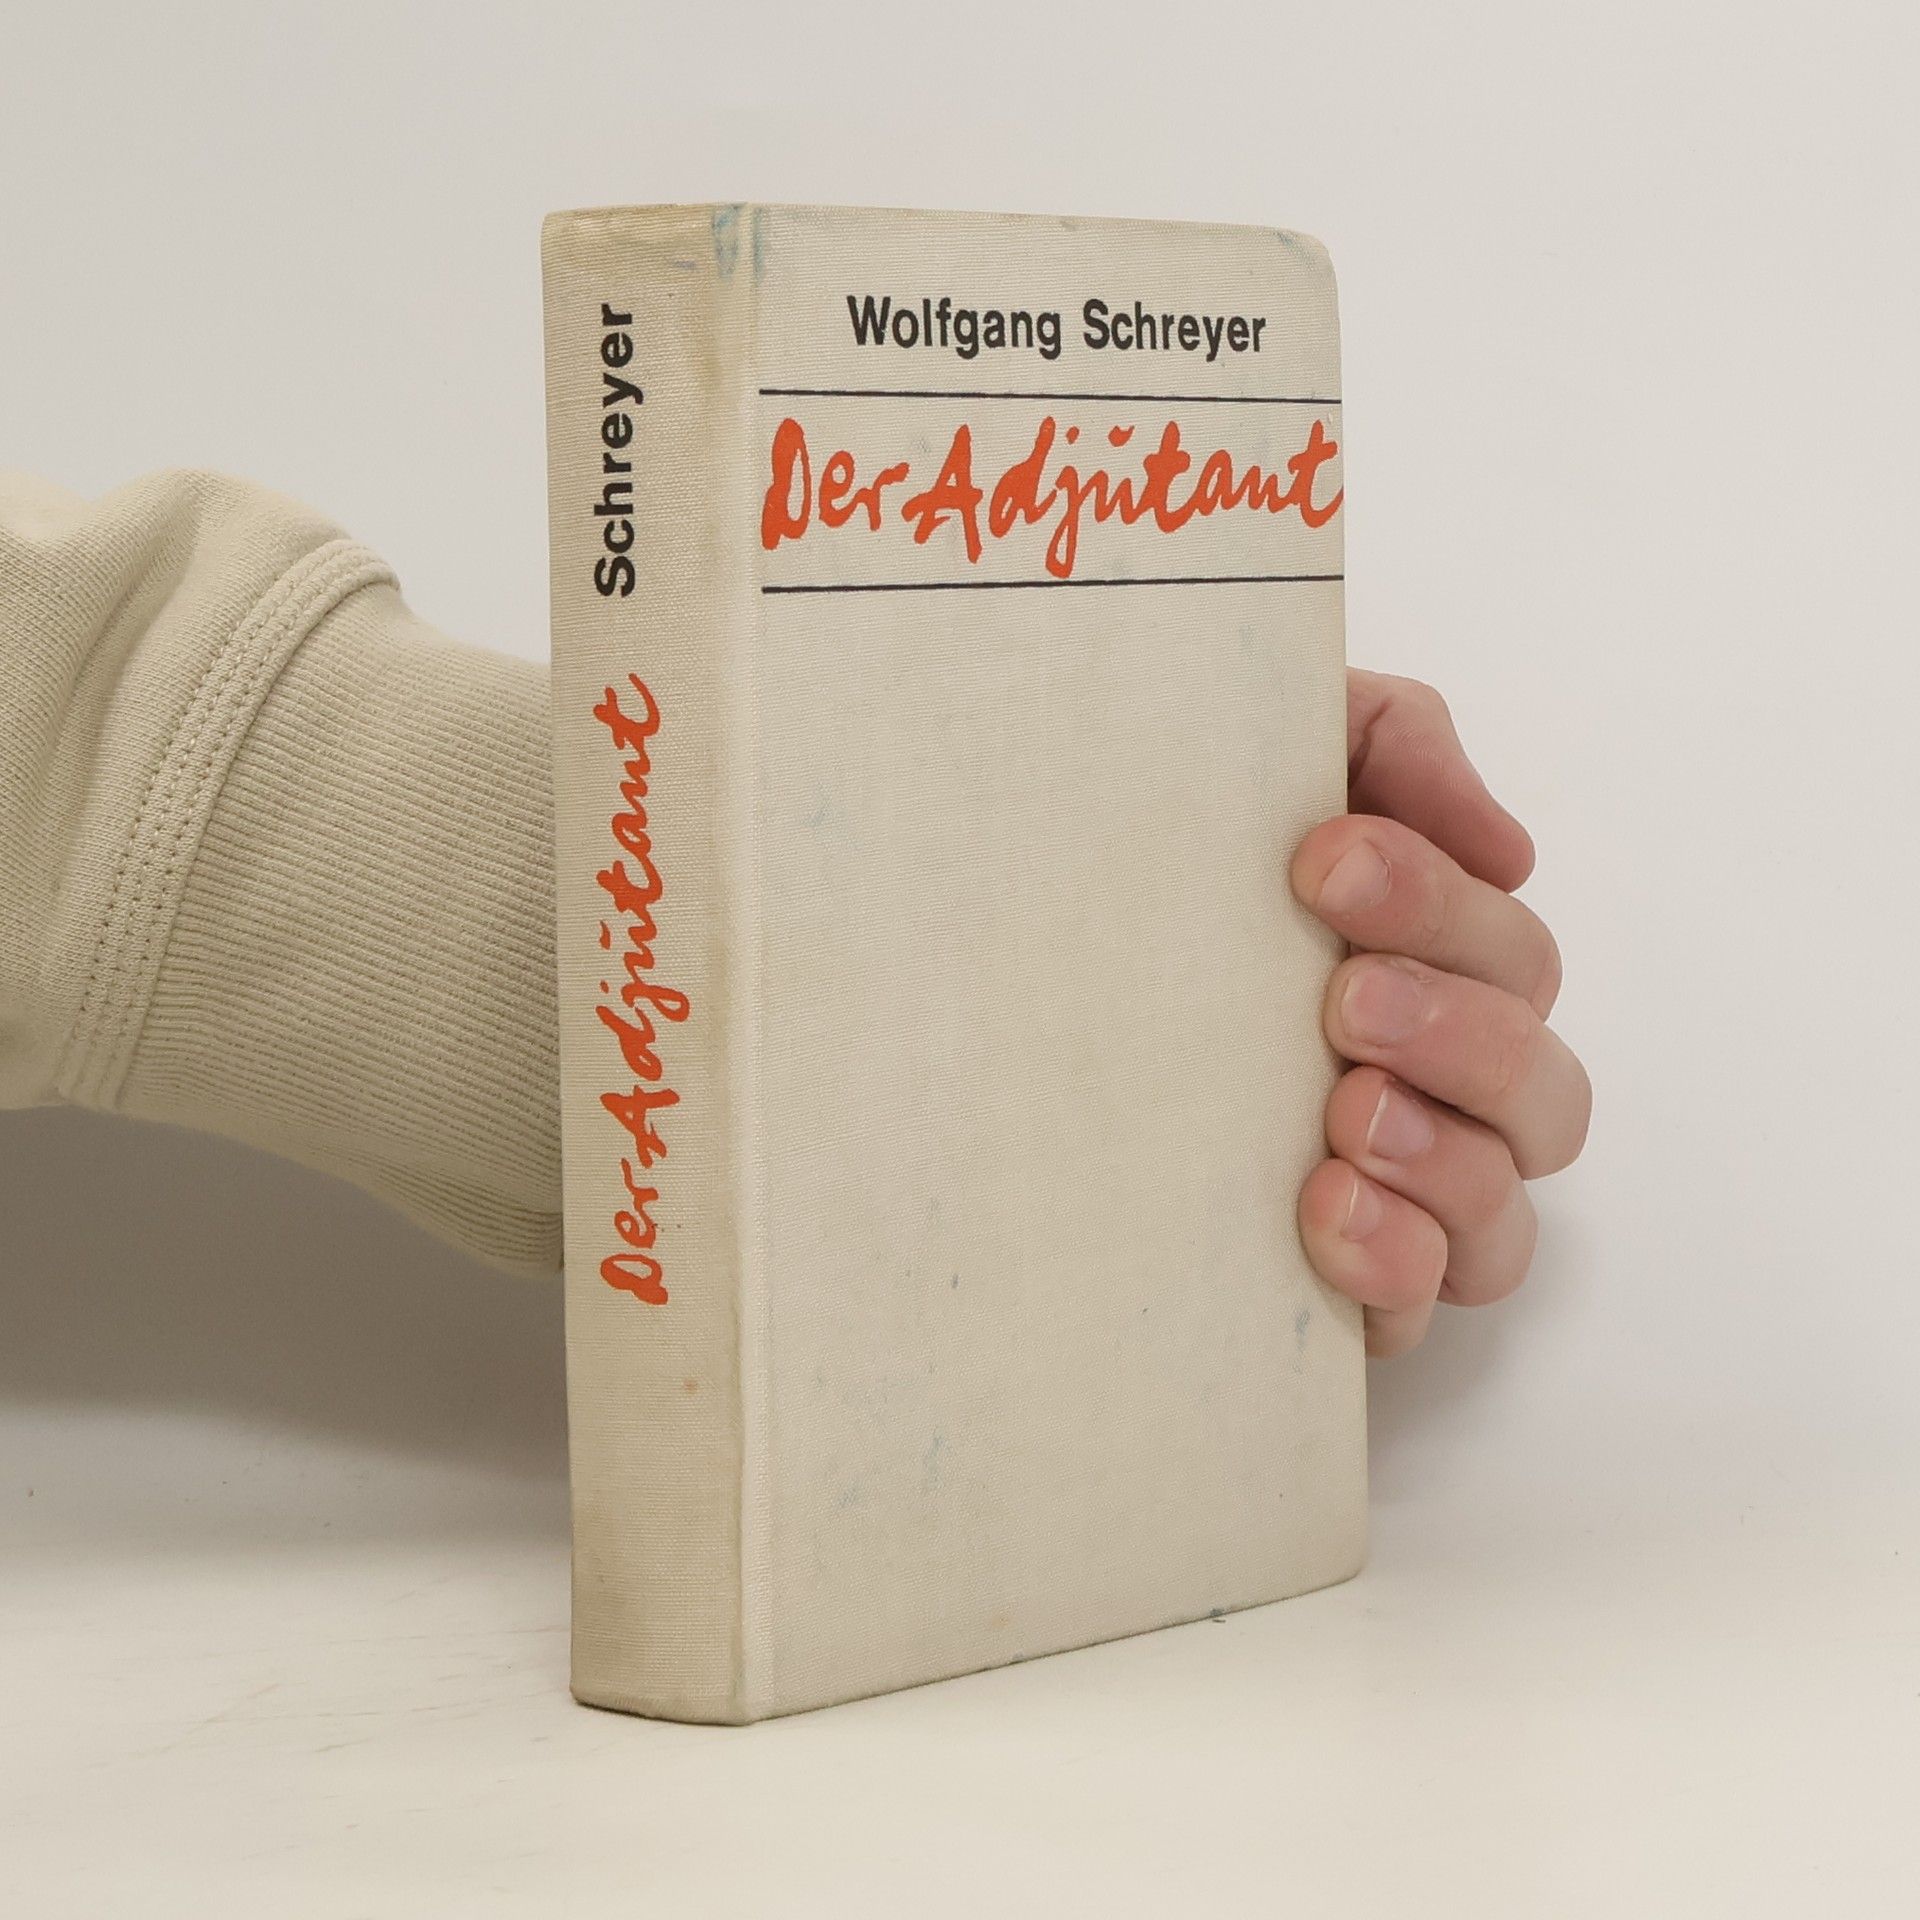 Wolfgang Schreyer
Der Adjutant
Der Adjutant Schreyer